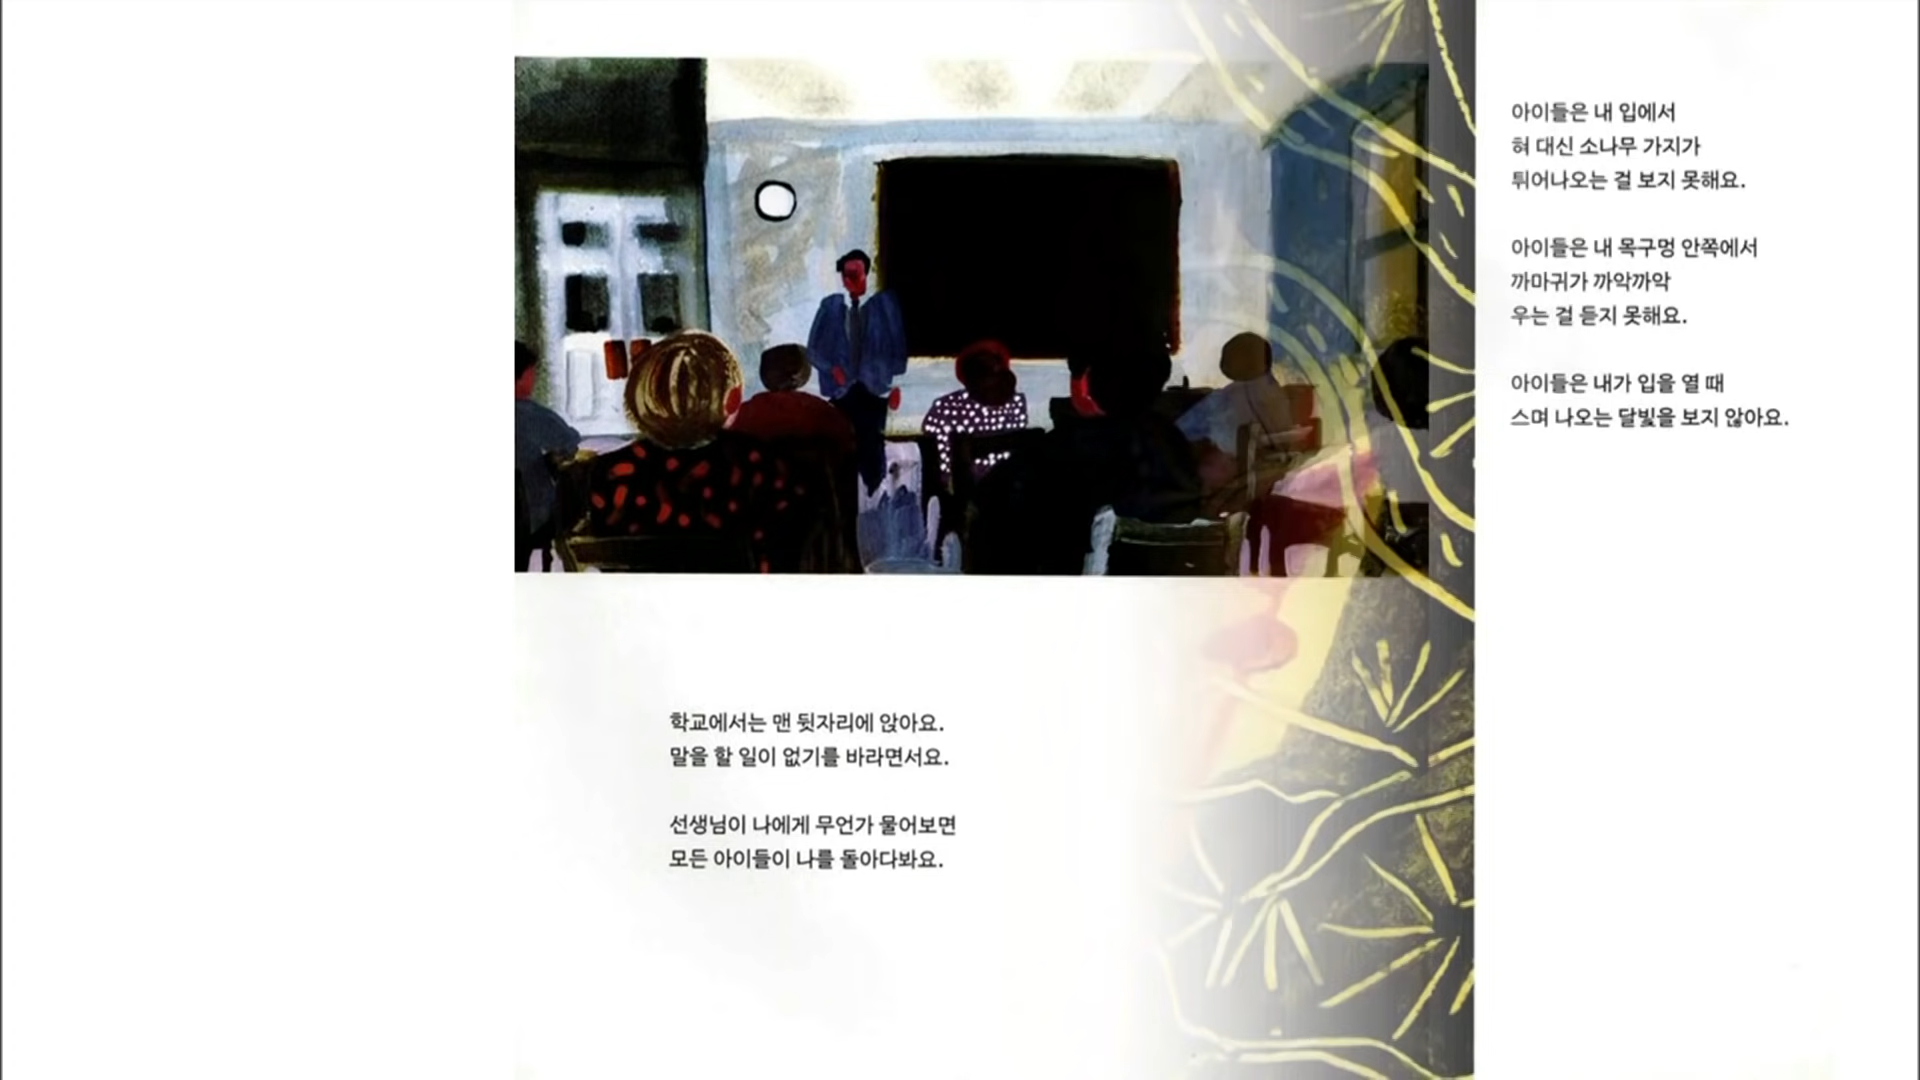 학교에서는 맨 뒷자리에 앉아요.
말을 할 일이 없기를 바라면서요.
선생님이 나에게 무언가 물어보면
모든 아이들이 나를 돌아다봐요.
아이들은 내 입에서
혀 대신 소나무 가지가
튀어나오는 걸 보지 못해요.
아이들은 내 목구멍 안쪽에서
까마귀가 까악까악
우는 걸 듣지 못해요.
아이들은 내가 입을 열 때
스며 나오는 달빛을 보지 않아요.